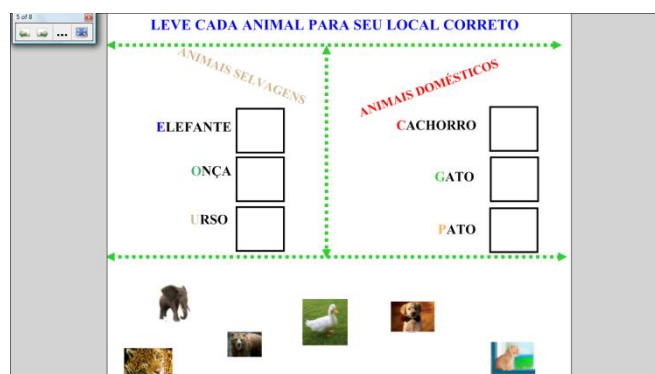 5 of 8
LEVE CADA ANIMAL PARA SEU LOCAL CORRETO
ANIMAIS SELVAGENS
ELEFANTE
ONÇA
URSO
ANIMAIS DOMÉSTICOS
CACHORRO
GATO
PATO